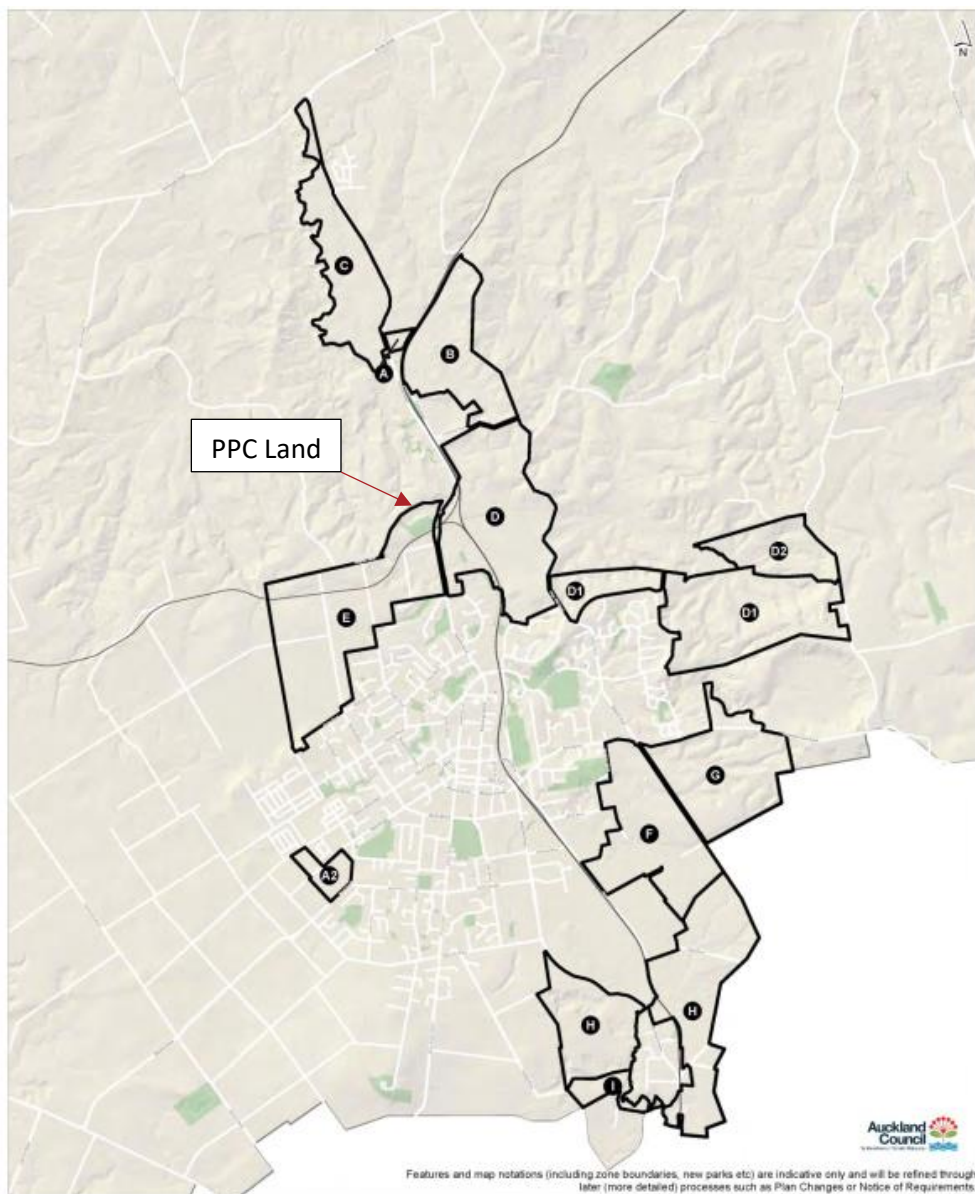 N
C
B
A
PPC Land
D
D2
D1
D1
E
G
F
A2
H
H
I
Auckland
Council
Features and map notations (including zone boundaries, new parks etc) are indicative only and will be refined through
later (more detailed) processes such as Plan Changes or Notice of Requirements